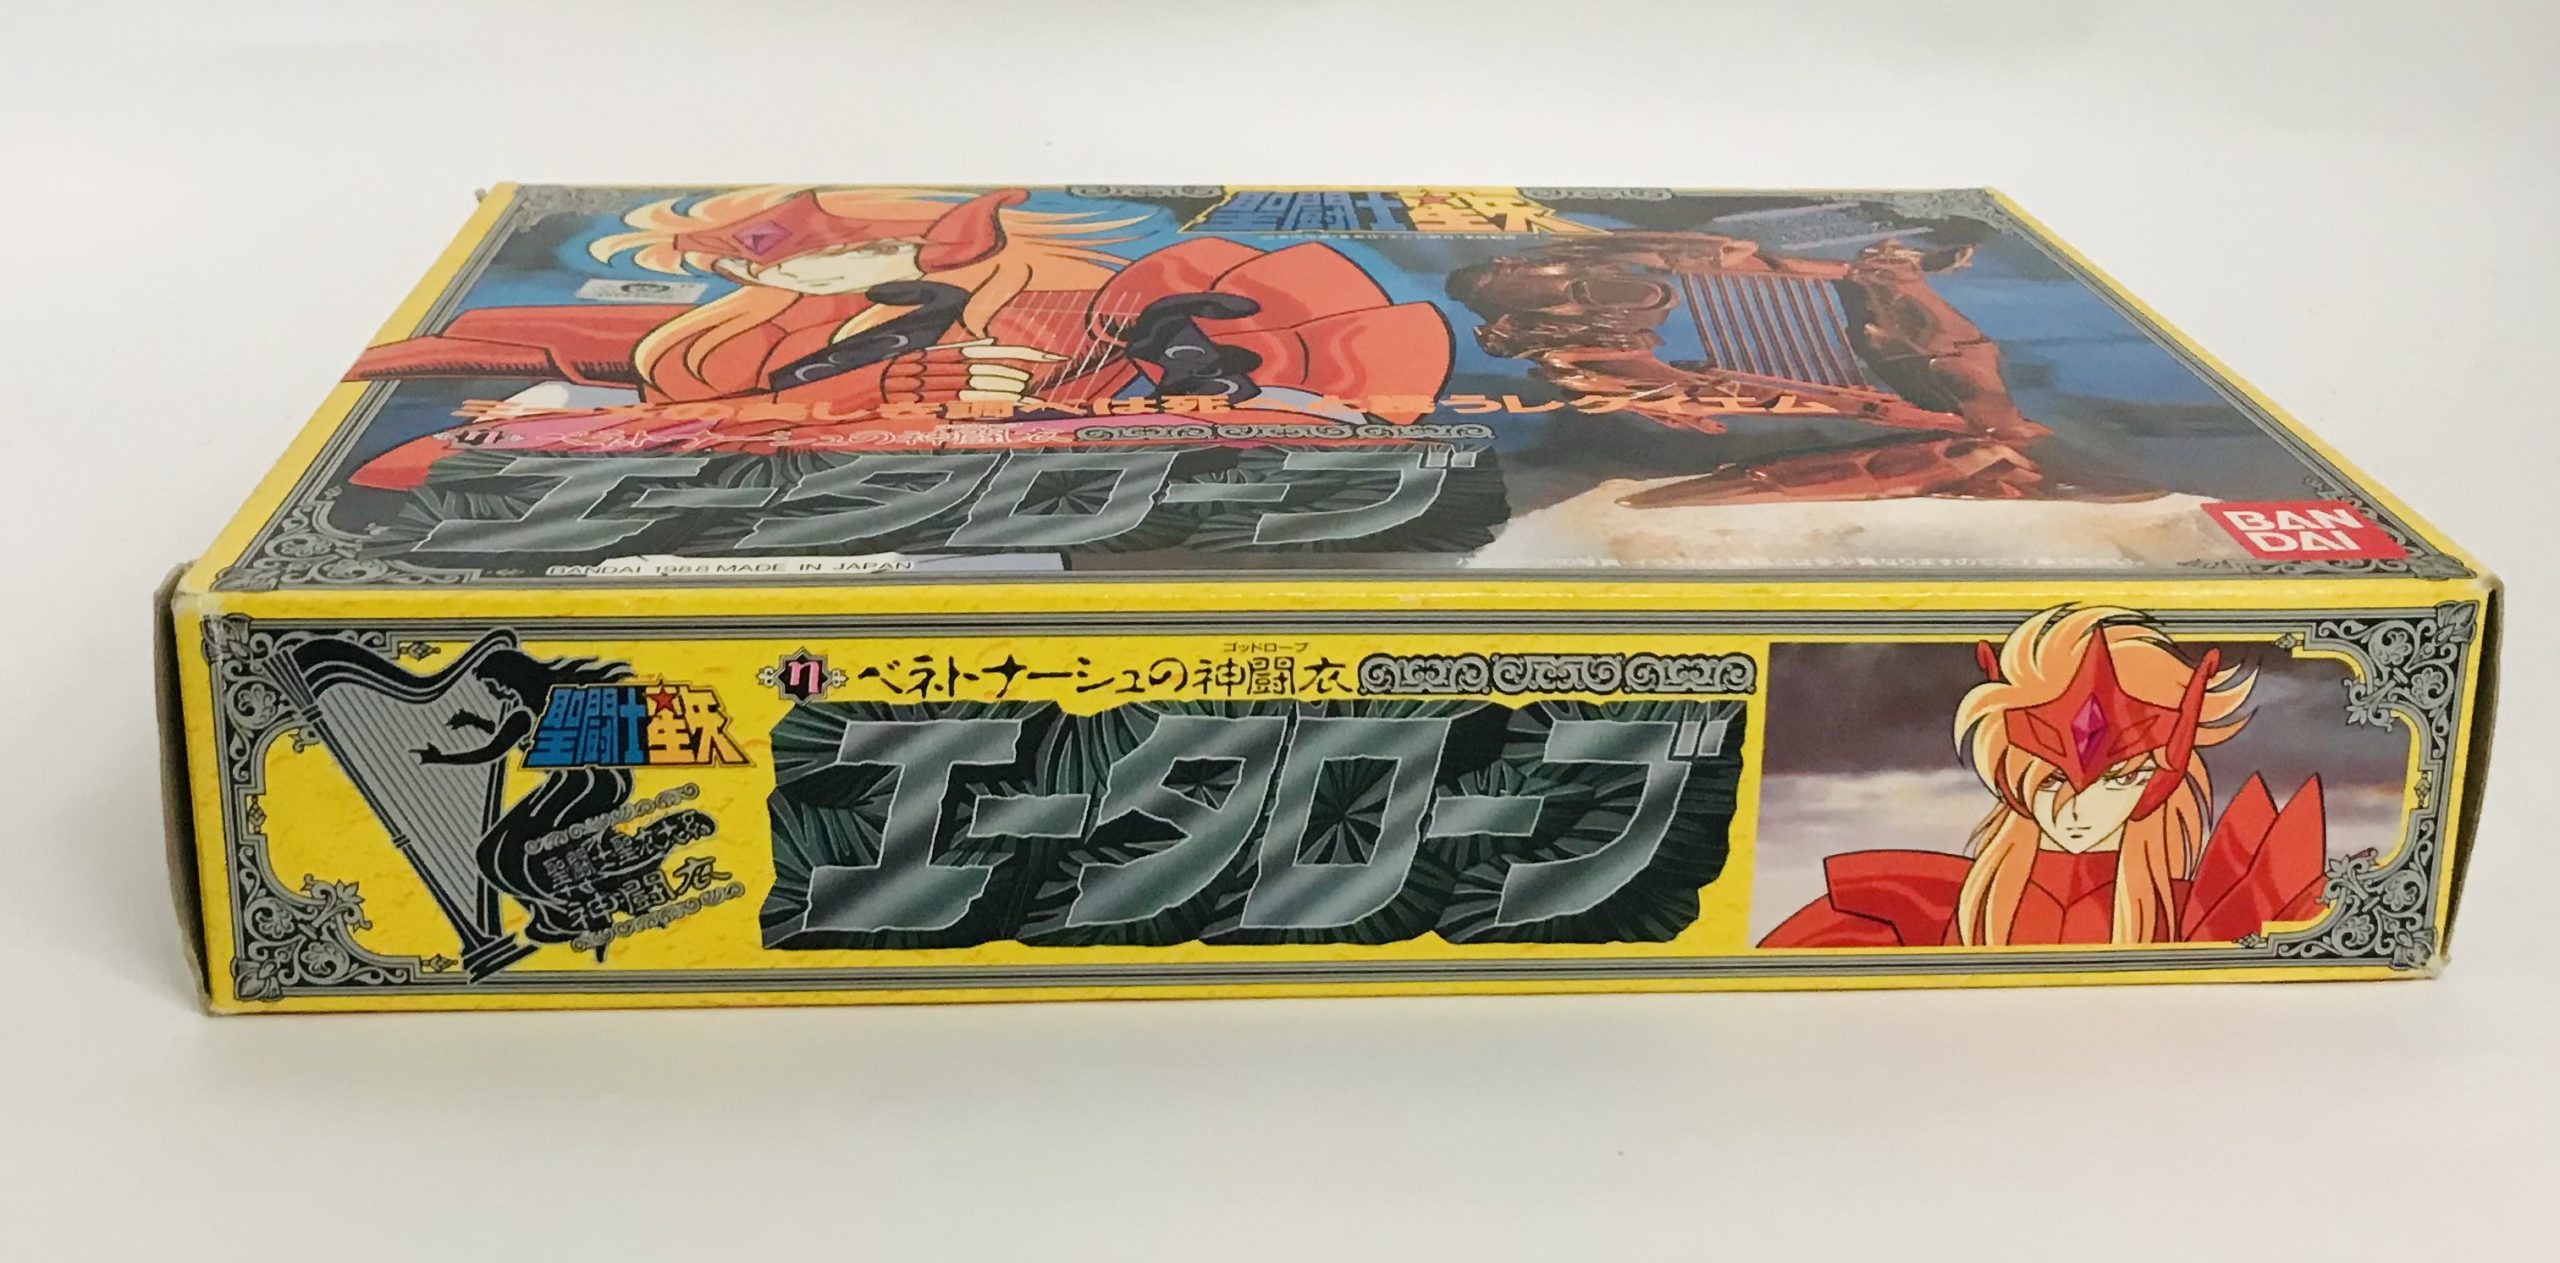 聖闘士星矢
ミーメの美しき調べは死へと誘うレクイエム
η ベネトナーシュの神闘衣
エータローブ
BANDAI 1988 MADE IN JAPAN
BAN
DAI
聖闘士星矢
聖闘士聖衣大系
神闘衣
ゴッドローブ
η ベネトナーシュの神闘衣
エータローブ